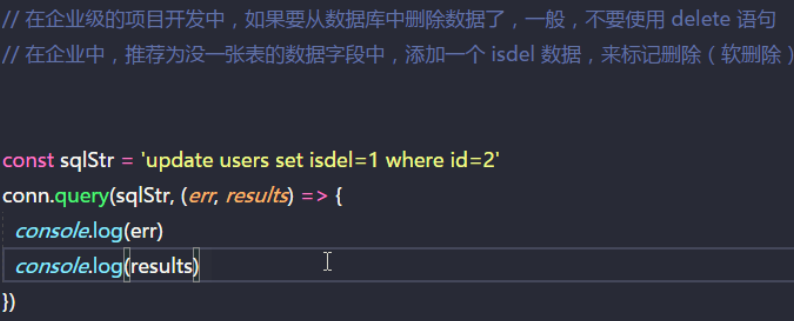 // 在企业级的项目开发中，如果要从数据库中删除数据了，一般，不要使用 delete 语句
// 在企业中，推荐为没一张表的数据字段中，添加一个 isdel 数据，来标记删除（软删除）
const sqlStr = 'update users set isdel=1 where id=2'
conn.query(sqlStr, (err, results) => {
console.log(err)
console.log(results)
})